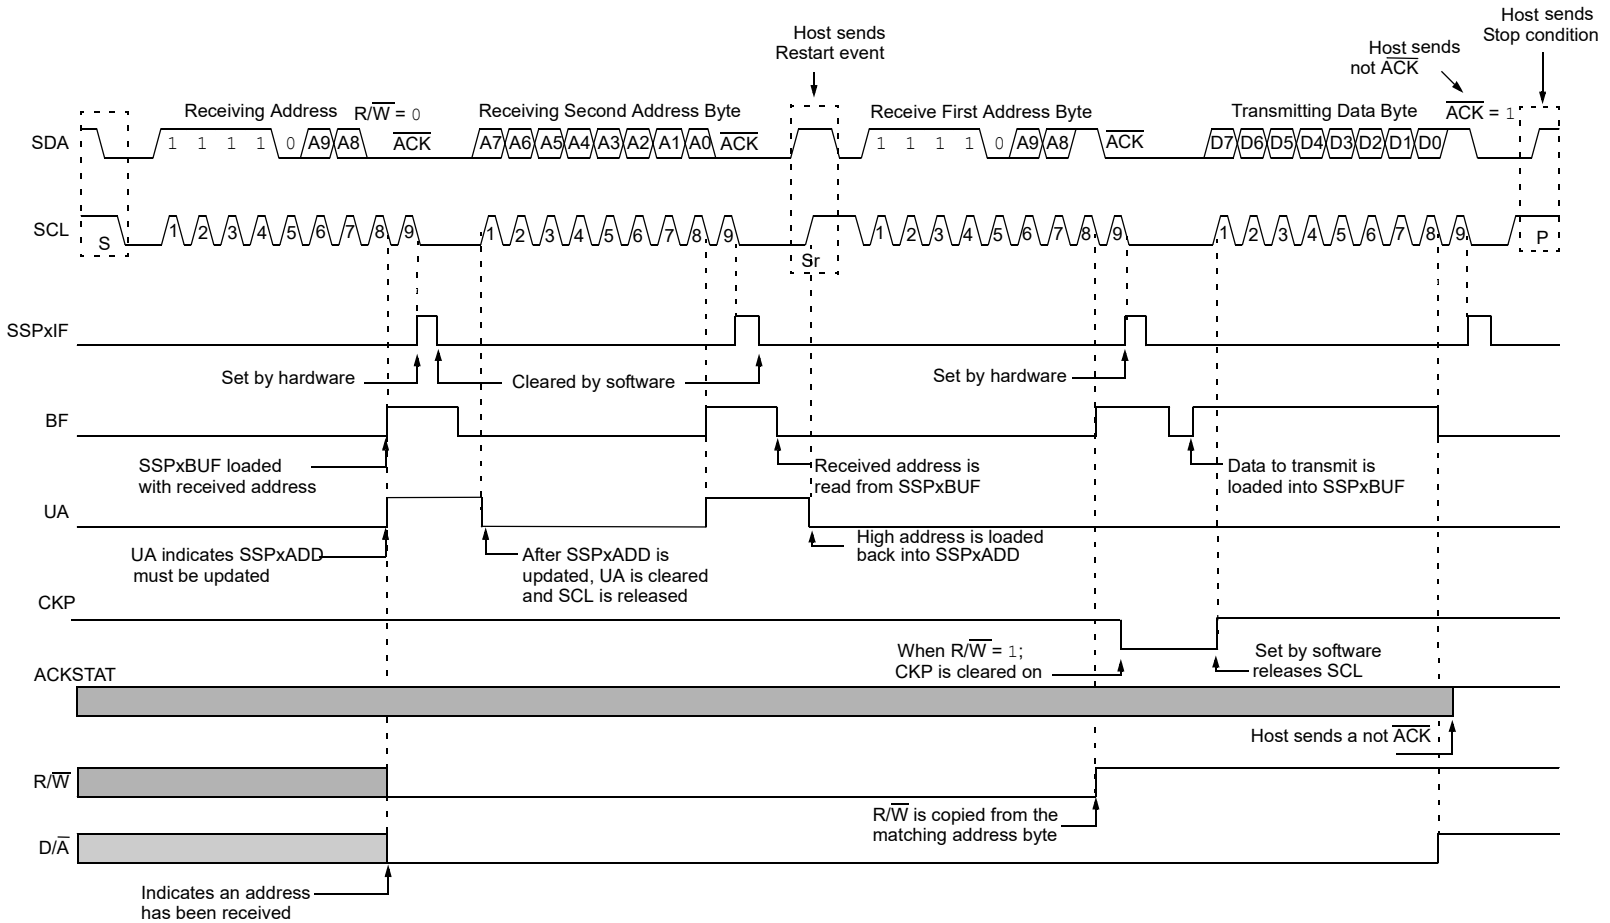 Host sends
Stop condition
Host sends
Restart event
Host sends
not ACK
Receiving Address R/W = 0
Receiving Second Address Byte
Receive First Address Byte
Transmitting Data Byte
ACK = 1
SDA 1 1 1 1 0 A9 A8 ACK A7 A6 A5 A4 A3 A2 A1 A0 ACK 1 1 1 1 0 A9 A8 ACK D7 D6 D5 D4 D3 D2 D1 D0
SCL S 1 2 3 4 5 6 7 8 9 1 2 3 4 5 6 7 8 9 Sr 1 2 3 4 5 6 7 8 9 1 2 3 4 5 6 7 8 9 P
SSPxIF
Set by hardware
Cleared by software
Set by hardware
BF
SSPxBUF loaded
with received address
Received address is
read from SSPxBUF
Data to transmit is
loaded into SSPxBUF
UA
UA indicates SSPxADD
must be updated
After SSPxADD is
updated, UA is cleared
and SCL is released
High address is loaded
back into SSPxADD
CKP
When R/W = 1;
CKP is cleared on
Set by software
releases SCL
ACKSTAT
Host sends a not ACK
R/W
R/W is copied from the
matching address byte
D/A
Indicates an address
has been received